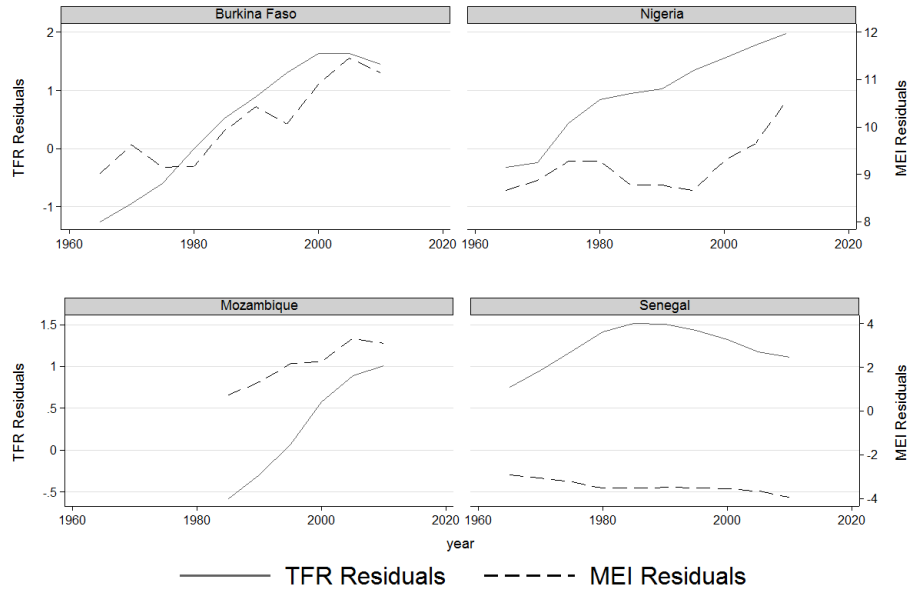 Burkina Faso Nigeria
2 12
1 11
0 10
-1 9
8
TFR Residuals MEI Residuals
1960 1980 2000 2020 1960 1980 2000 2020
Mozambique Senegal
1.5 4
1 2
.5 0
0 -2
-.5 -4
TFR Residuals MEI Residuals
1960 1980 2000 2020 1960 1980 2000 2020
year
TFR Residuals MEI Residuals